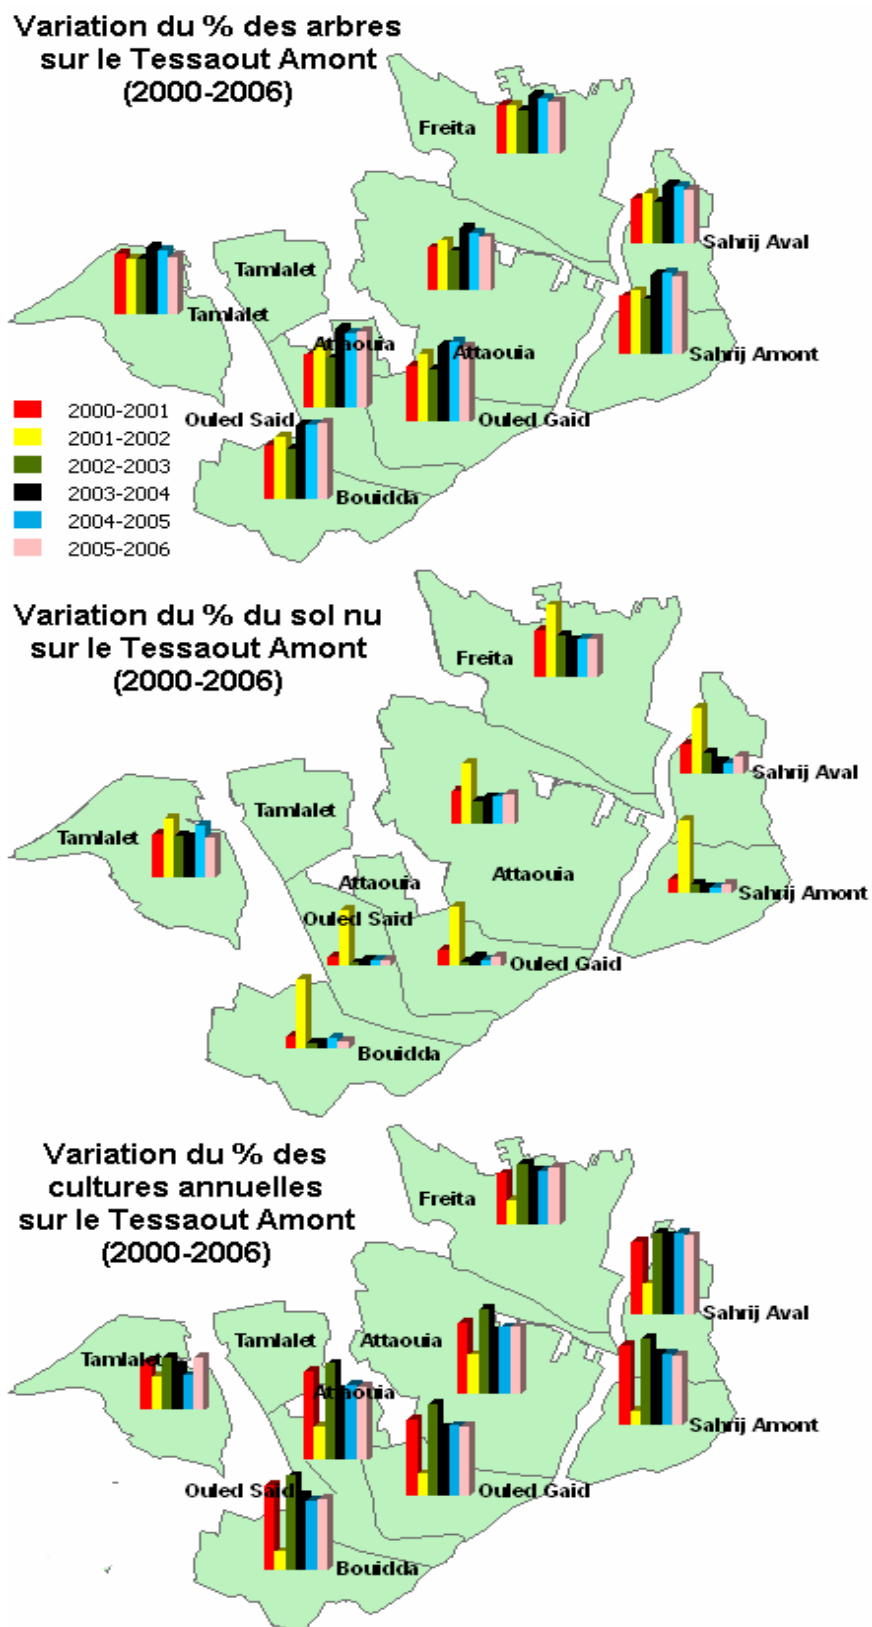 Variation du % des arbres
sur le Tessaout Amont
(2000-2006)
Freita
Sahrij Aval
Tamlalet
Tamlalet
Attaouia
Attaouia
Sahrij Amont
2000-2001
Ouled Said
Ouled Gaid
2001-2002
2002-2003
2003-2004
Bouidda
2004-2005
2005-2006
Variation du % du sol nu
sur le Tessaout Amont
(2000-2006)
Freita
Sahrij Aval
Tamlalet
Tamlalet
Attaouia
Attaouia
Sahrij Amont
Ouled Said
Ouled Gaid
Bouidda
Variation du % des
cultures annuelles
sur le Tessaout Amont
(2000-2006)
Freita
Sahrij Aval
Tamlalet
Attaouia
Tamlalet
Attaouia
Sahrij Amont
Ouled Said
Ouled Gaid
Bouidda